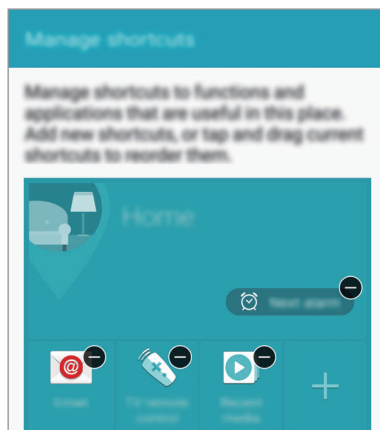 Manage shortcuts
Manage shortcuts to functions and
applications that are useful in this place.
Add new shortcuts, or tap and drag current
shortcuts to reorder them.
Home
Next alarm
Email
TV remote
control
Recent
media